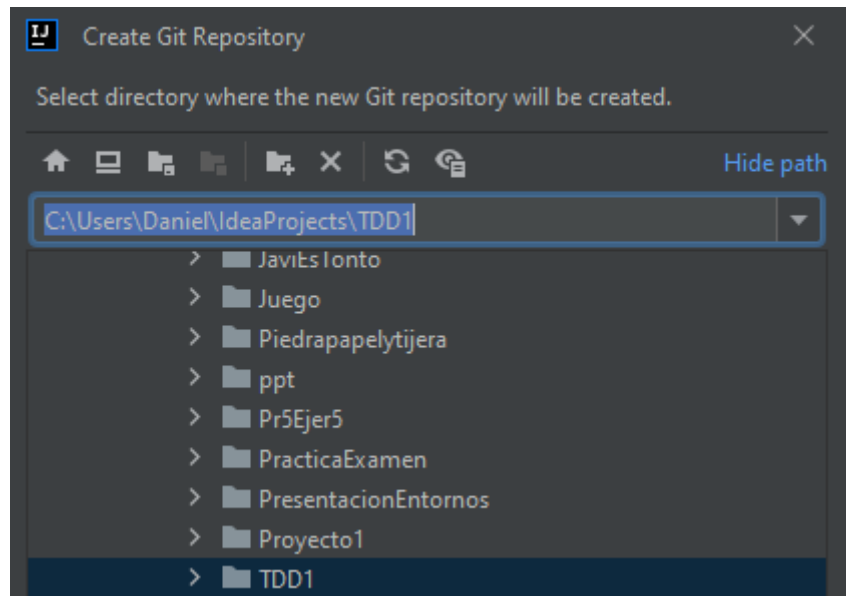 IJ
Create Git Repository
Select directory where the new Git repository will be created.
Hide path
C:\Users\Daniel\IdeaProjects\TDD1
JaviEsTonto
Juego
Piedrapapelytijera
ppt
Pr5Ejer5
PracticaExamen
PresentacionEntornos
Proyecto1
TDD1